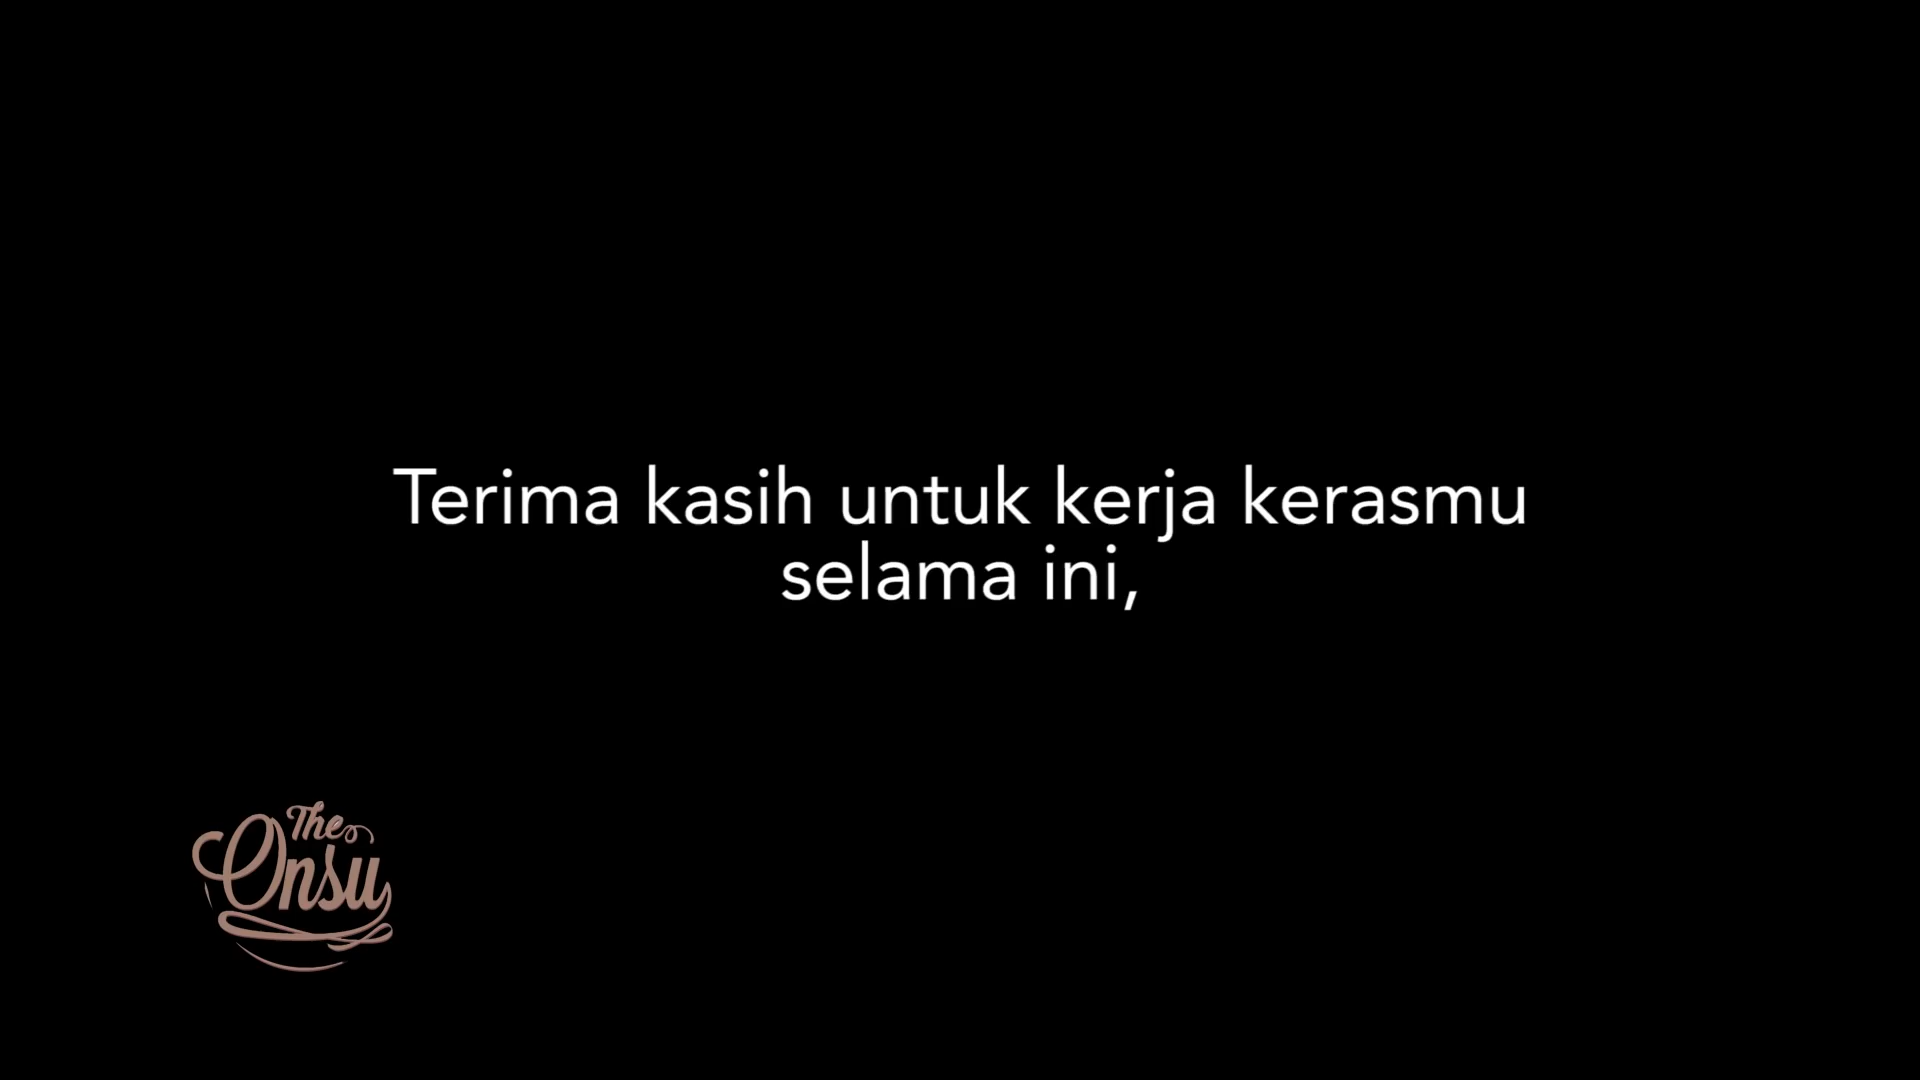 Terima kasih untuk kerja kerasmu
selama ini,
The
Onsu